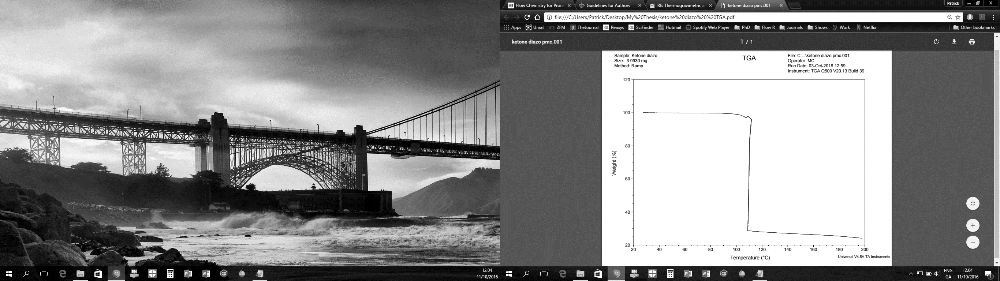 Flow Chemistry for Proce
Guidelines for Authors
RE: Thermogravimetric a
ketone diazo pmc.001
Patrick
file:///C:/Users/Patrick/Desktop/My%20Thesis/ketone%20diazo%20%20TGA.pdf
Apps Umail RTÉ 2FM J TheJournal Reaxys SciFinder Hotmail Spotify Web Player PhD Flow R Journals Shows Work N Netflix Other bookmarks
ketone diazo pmc.001 1 / 1
Sample: Ketone diazo
Size: 3.9930 mg
Method: Ramp
TGA
File: C:...\ketone diazo pmc.001
Operator: MC
Run Date: 03-Oct-2016 12:59
Instrument: TGA Q500 V20.13 Build 39
120
100
80
60
40
20
Weight (%)
20 40 60 80 100 120 140 160 180 200
Temperature (°C)
Universal V4.5A TA Instruments
EN
12:04
11/10/2016
EN
ENG
GA
12:04
11/10/2016
1